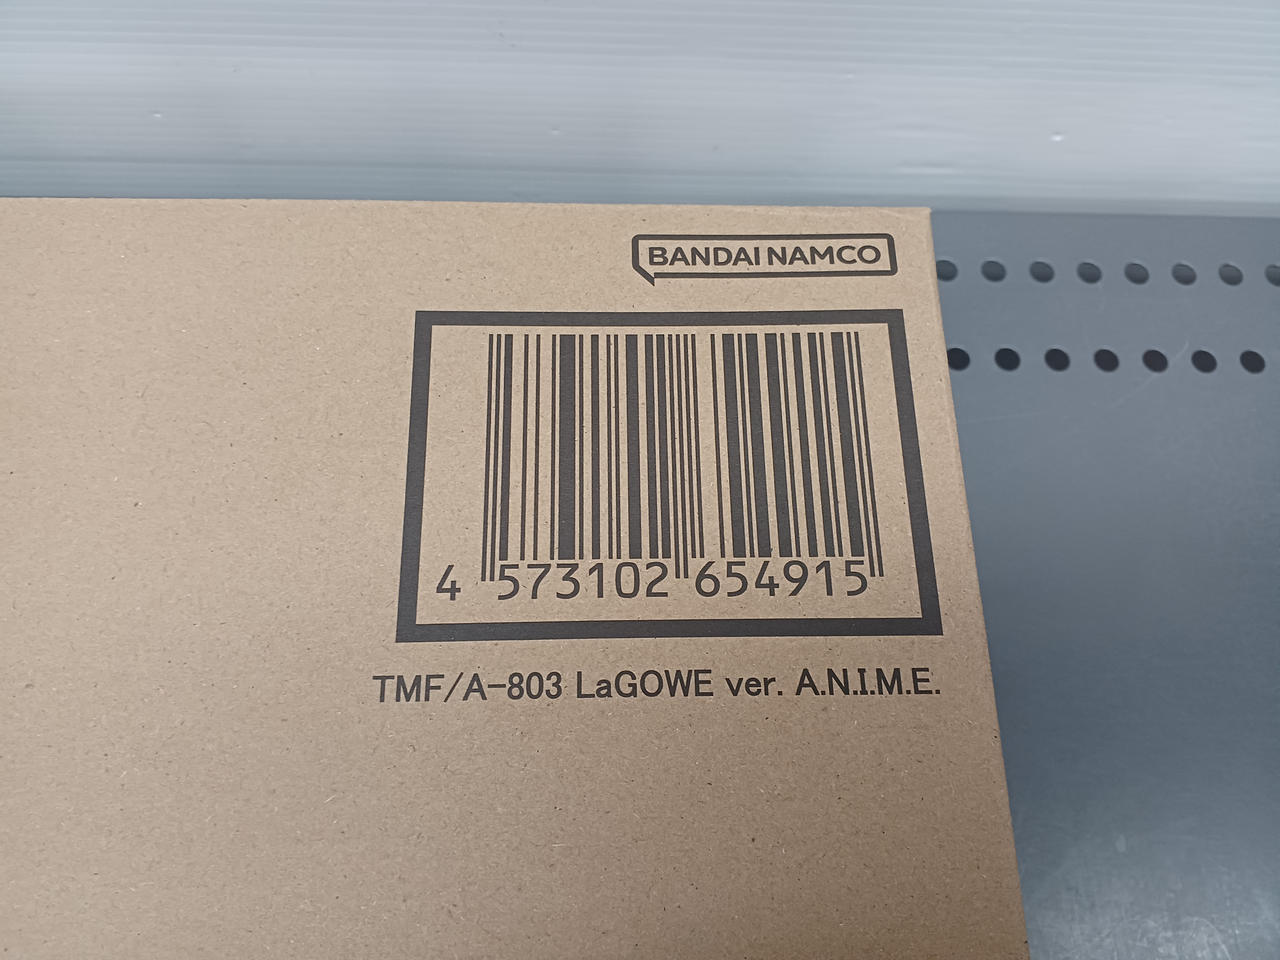 BANDAI NAMCO
4 573102 654915
TMF/A-803 LaGOWE ver. A.N.I.M.E.